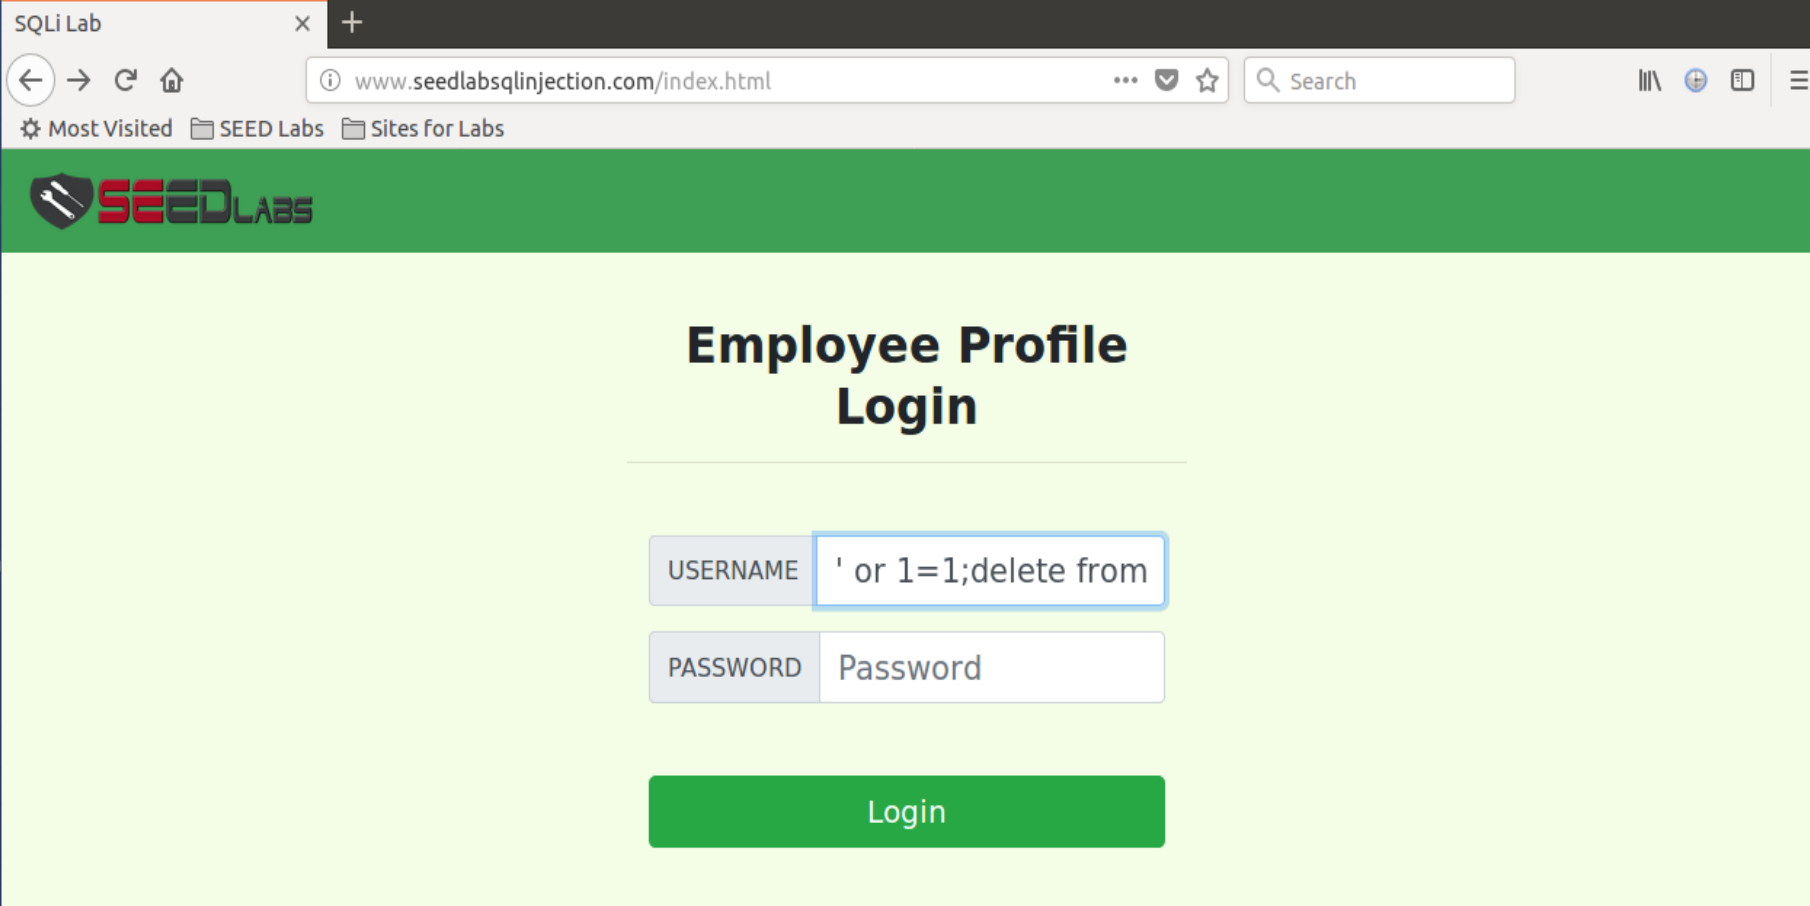 SQLi Lab
www.seedlabsqlinjection.com/index.html
Search
Most Visited SEED Labs Sites for Labs
SEEDLABS
Employee Profile
Login
USERNAME ' or 1=1;delete from
PASSWORD Password
Login